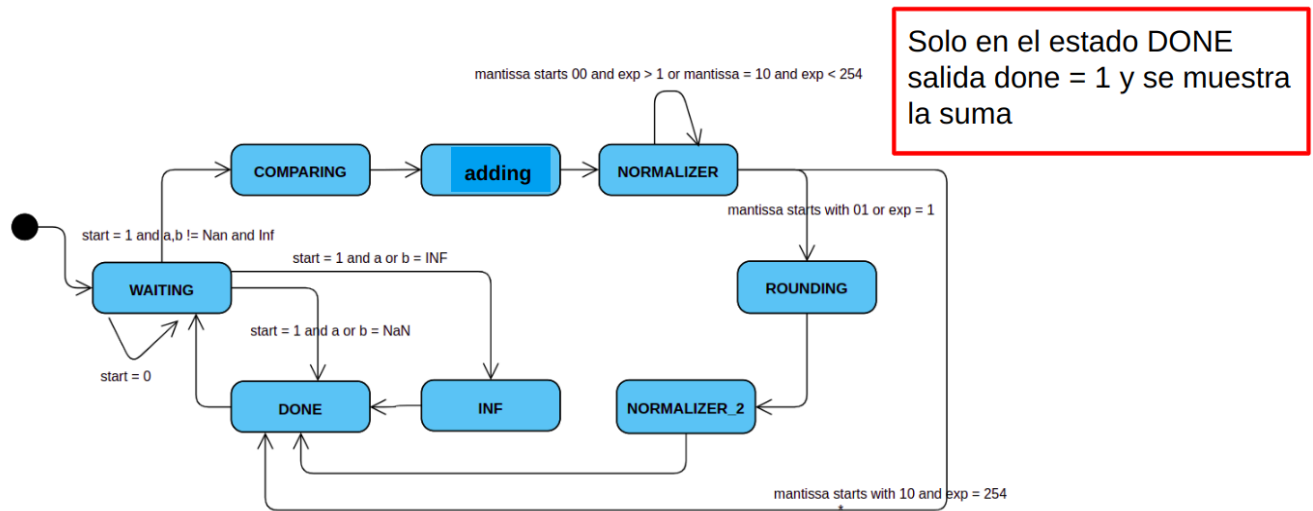 Solo en el estado DONE
salida done = 1 y se muestra
la suma
mantissa starts 00 and exp > 1 or mantissa = 10 and exp < 254
COMPARING
adding
NORMALIZER
mantissa starts with 01 or exp = 1
start = 1 and a,b != Nan and Inf
start = 1 and a or b = INF
WAITING
ROUNDING
start = 1 and a or b = NaN
start = 0
DONE
INF
NORMALIZER_2
mantissa starts with 10 and exp = 254
*